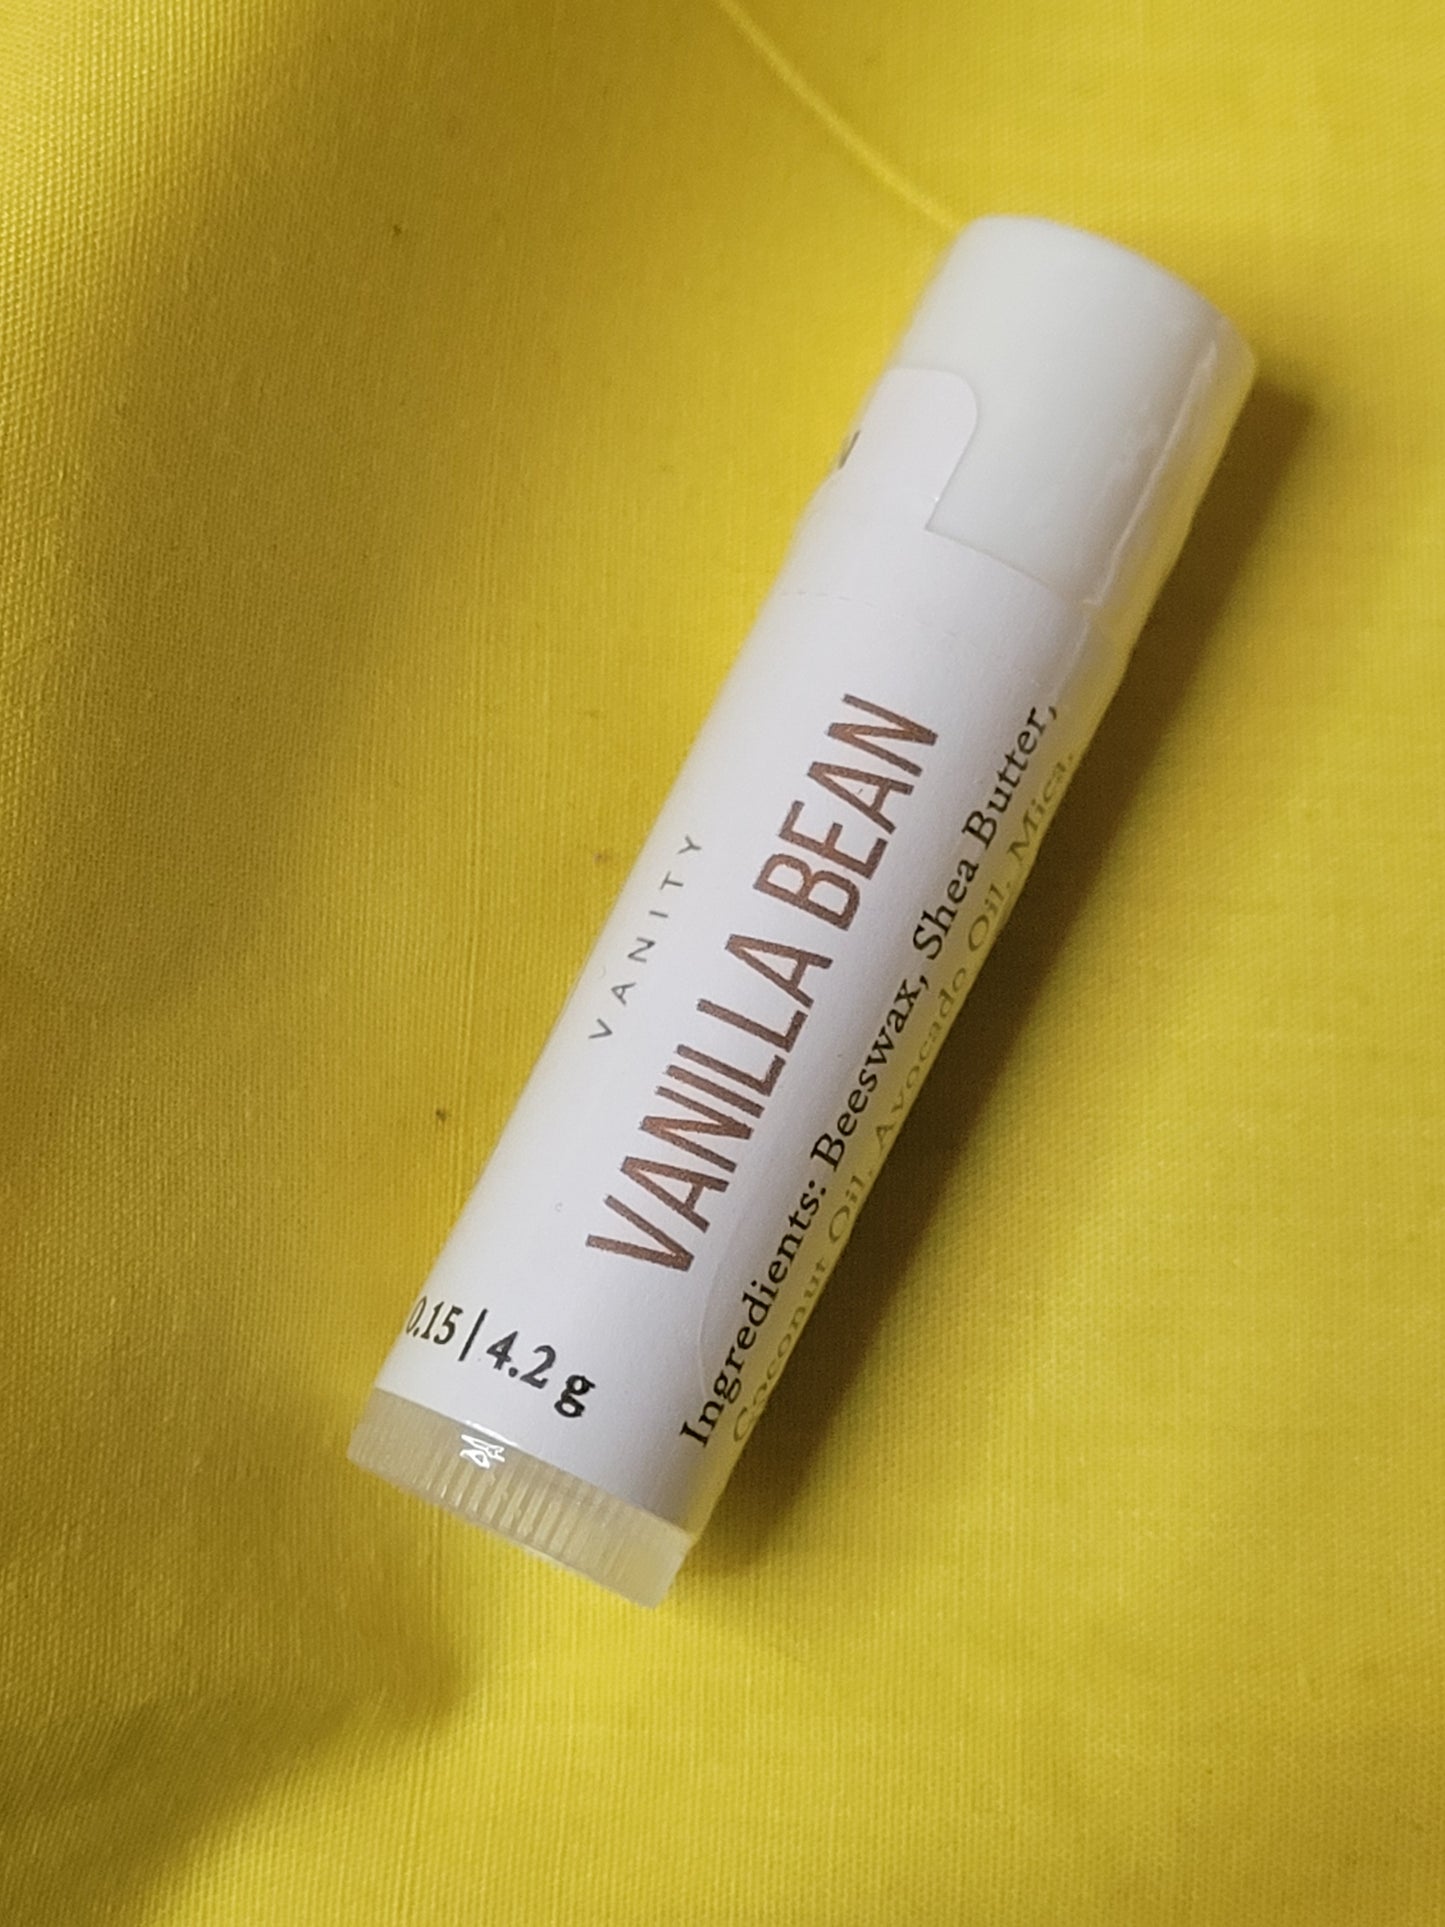 VANITY
VANILLA BEAN
Ingredients: Beeswax, Shea Butter,
Coconut Oil, Avocado Oil, Mica,
0.15 | 4.2 g